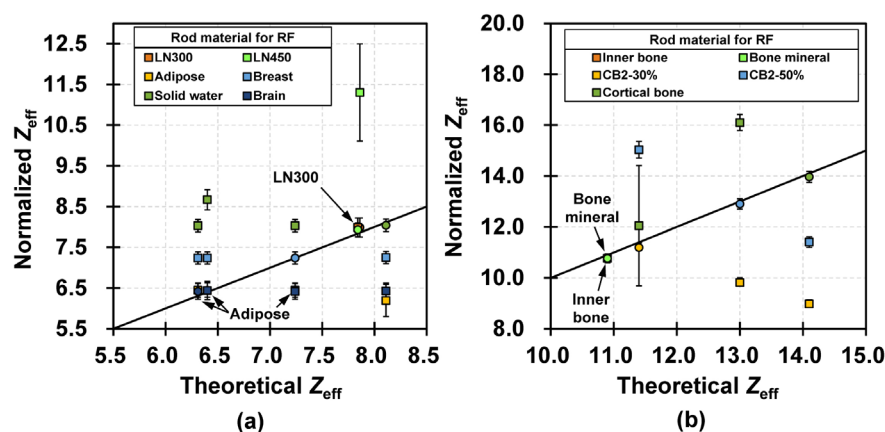 Rod material for RF
LN300 LN450
Adipose Breast
Solid water Brain
12.5
11.5
10.5
9.5
8.5
7.5
6.5
5.5
Normalized Zeff
LN300
Adipose
5.5 6.0 6.5 7.0 7.5 8.0 8.5
Theoretical Zeff
(a)
Rod material for RF
Inner bone Bone mineral
CB2-30% CB2-50%
Cortical bone
20.0
18.0
16.0
14.0
12.0
10.0
8.0
Normalized Zeff
Bone
mineral
Inner
bone
10.0 11.0 12.0 13.0 14.0 15.0
Theoretical Zeff
(b)